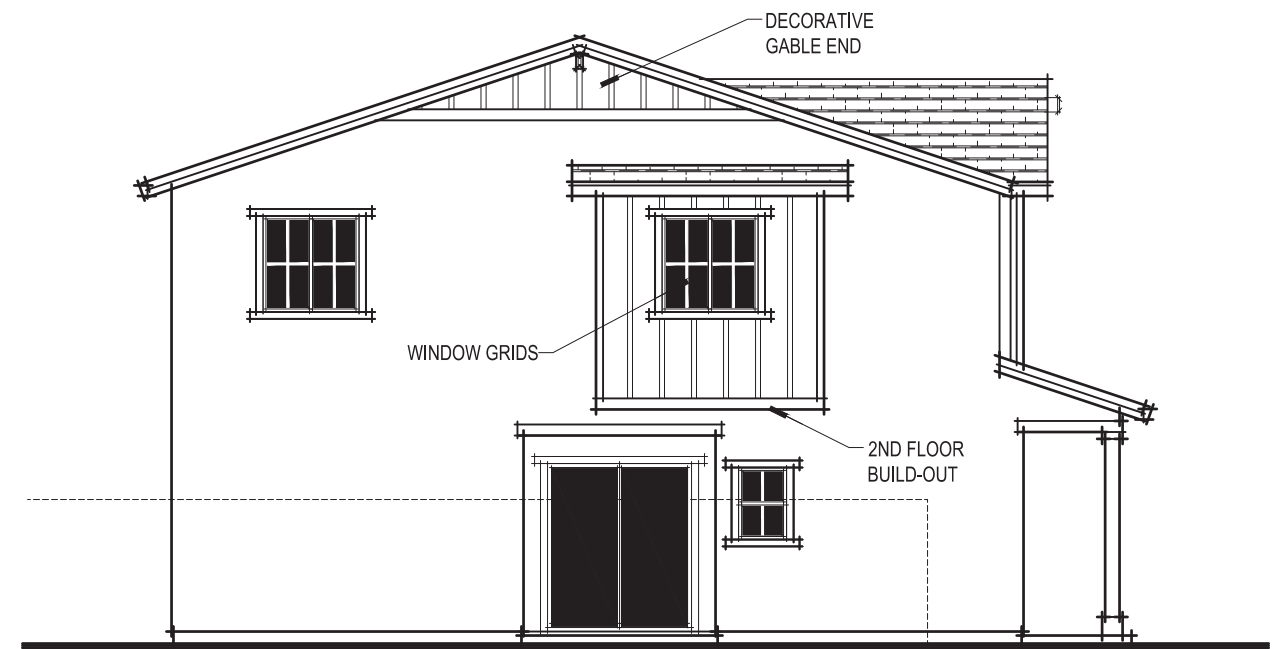 DECORATIVE
GABLE END
WINDOW GRIDS
2ND FLOOR
BUILD-OUT